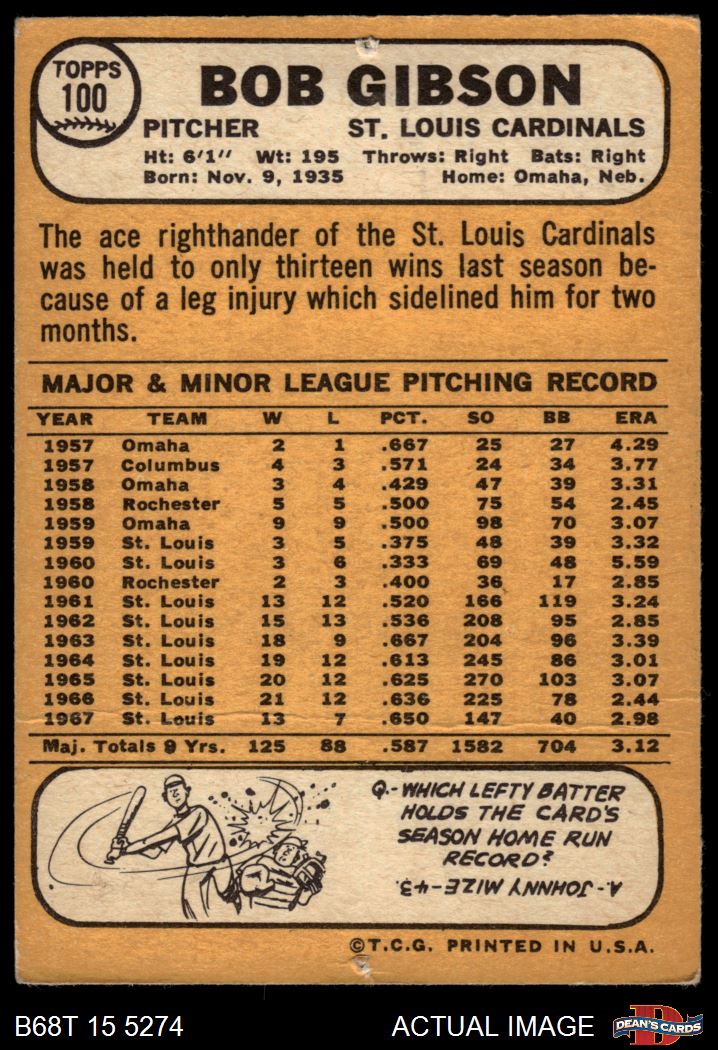 TOPPS
100
BOB GIBSON
PITCHER ST. LOUIS CARDINALS
Ht: 6'1'' Wt: 195 Throws: Right Bats: Right
Born: Nov. 9, 1935 Home: Omaha, Neb.
The ace righthander of the St. Louis Cardinals
was held to only thirteen wins last season be-
cause of a leg injury which sidelined him for two
months.
MAJOR & MINOR LEAGUE PITCHING RECORD
YEAR TEAM W L PCT. SO BB ERA
1957 Omaha 2 1 .667 25 27 4.29
1957 Columbus 4 3 .571 24 34 3.77
1958 Omaha 3 4 .429 47 39 3.31
1958 Rochester 5 5 .500 75 54 2.45
1959 Omaha 9 9 .500 98 70 3.07
1959 St. Louis 3 5 .375 48 39 3.32
1960 St. Louis 3 6 .333 69 48 5.59
1960 Rochester 2 3 .400 36 17 2.85
1961 St. Louis 13 12 .520 166 119 3.24
1962 St. Louis 15 13 .536 208 95 2.85
1963 St. Louis 18 9 .667 204 96 3.39
1964 St. Louis 19 12 .613 245 86 3.01
1965 St. Louis 20 12 .625 270 103 3.07
1966 St. Louis 21 12 .636 225 78 2.44
1967 St. Louis 13 7 .650 147 40 2.98
Maj. Totals 9 Yrs. 125 88 .587 1582 704 3.12
Q.- WHICH LEFTY BATTER
HOLDS THE CARD'S
SEASON HOME RUN
RECORD?
A. JOHNNY MIZE-43.
©T.C.G. PRINTED IN U.S.A.
B68T 15 5274 ACTUAL IMAGE
D
DEAN'S CARDS